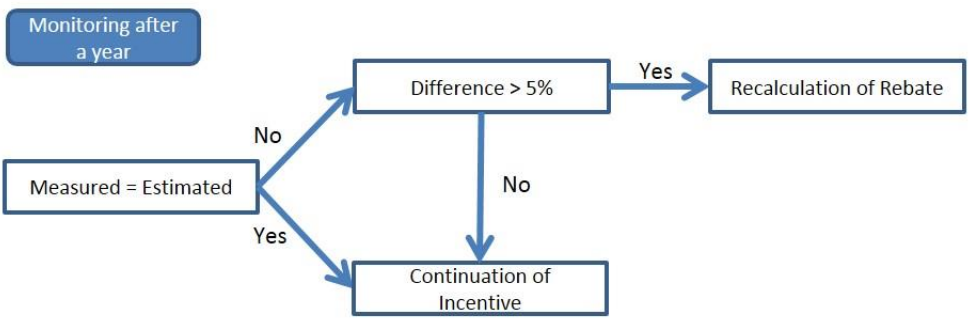 Monitoring after
a year
Difference > 5%
Yes
Recalculation of Rebate
No
Measured = Estimated
No
Yes
Continuation of
Incentive